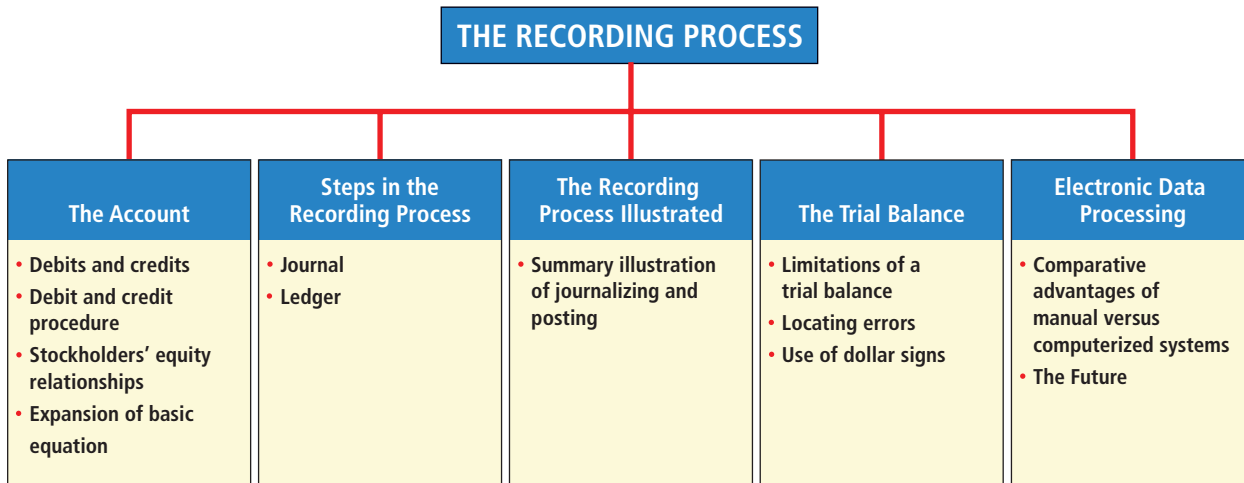 THE RECORDING PROCESS
The Account
• Debits and credits
• Debit and credit
procedure
• Stockholders’ equity
relationships
• Expansion of basic
equation
Steps in the
Recording Process
• Journal
• Ledger
The Recording
Process Illustrated
• Summary illustration
of journalizing and
posting
The Trial Balance
• Limitations of a
trial balance
• Locating errors
• Use of dollar signs
Electronic Data
Processing
• Comparative
advantages of
manual versus
computerized systems
• The Future